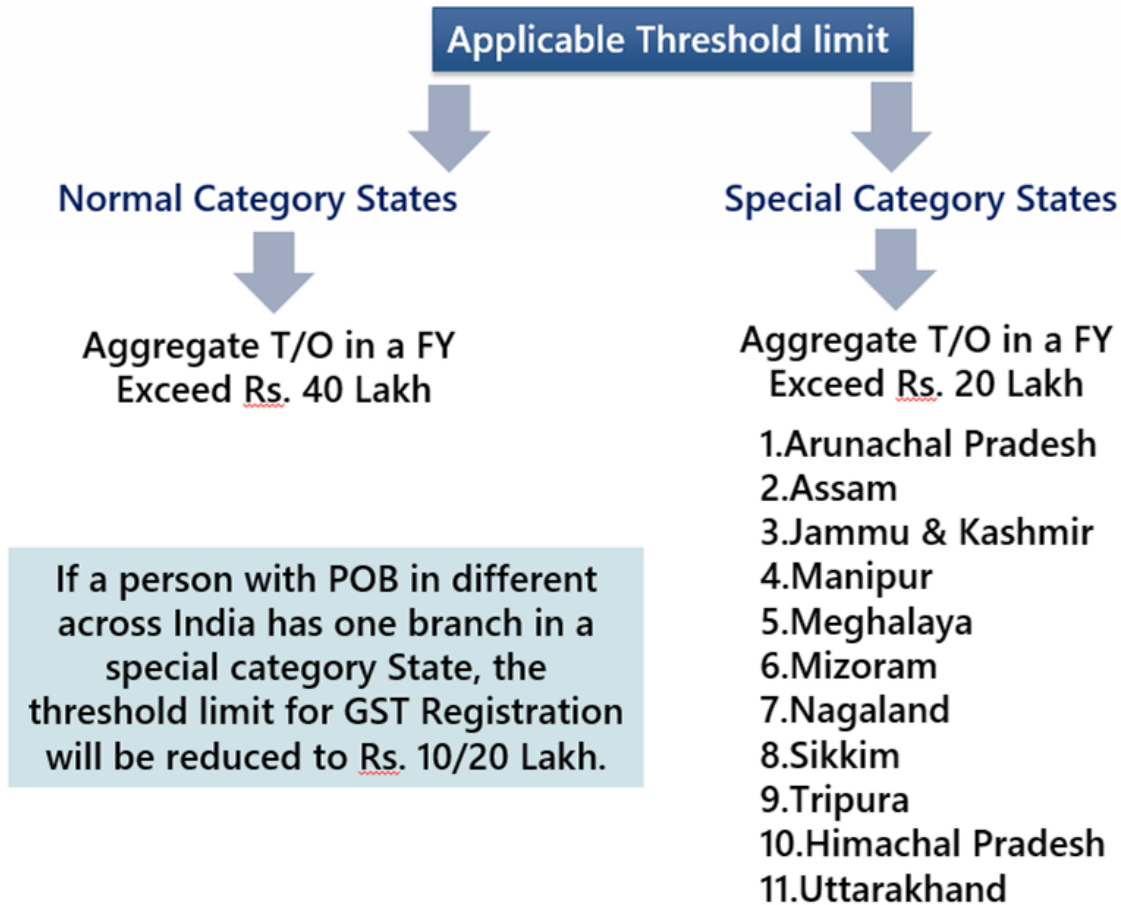 Applicable Threshold limit
Normal Category States
Aggregate T/O in a FY
Exceed Rs. 40 Lakh
If a person with POB in different
across India has one branch in a
special category State, the
threshold limit for GST Registration
will be reduced to Rs. 10/20 Lakh.
Special Category States
Aggregate T/O in a FY
Exceed Rs. 20 Lakh
1.Arunachal Pradesh
2.Assam
3.Jammu & Kashmir
4.Manipur
5.Meghalaya
6.Mizoram
7.Nagaland
8.Sikkim
9.Tripura
10.Himachal Pradesh
11.Uttarakhand